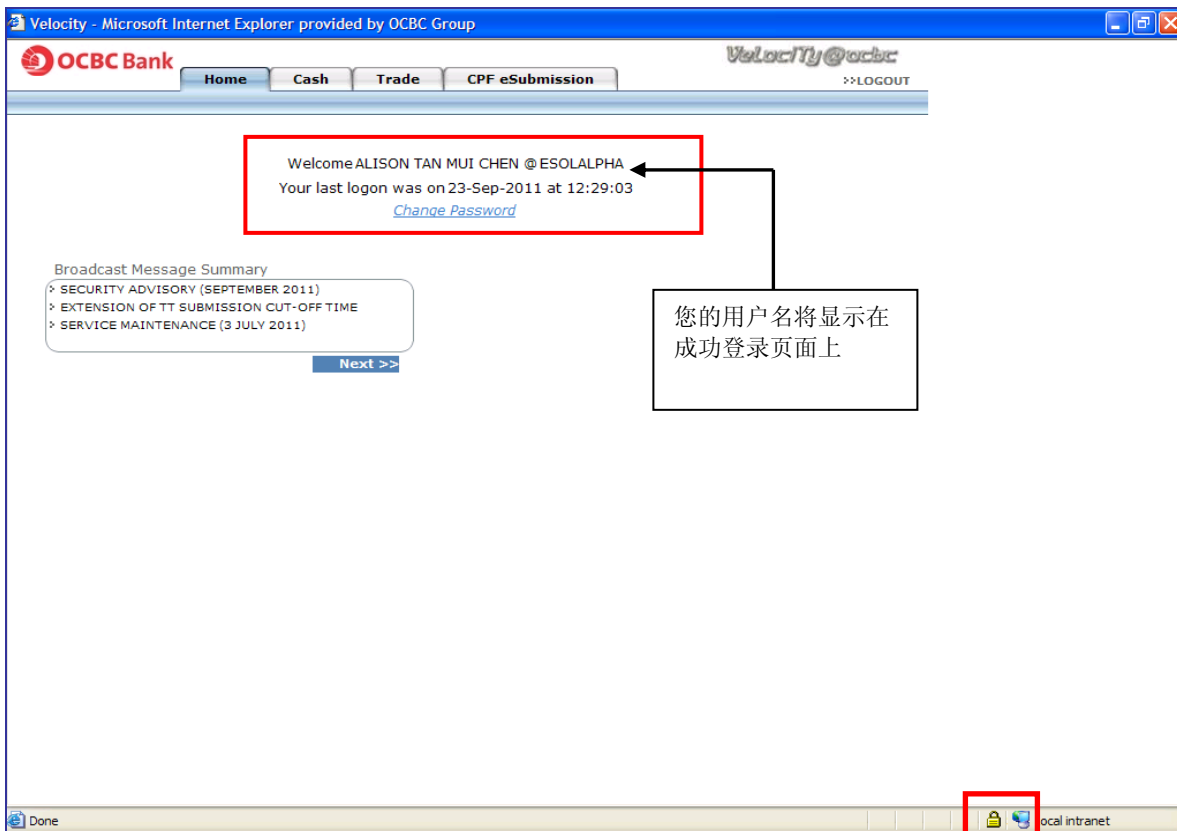 Velocity - Microsoft Internet Explorer provided by OCBC Group
OCBC Bank
Velocity@ocbc
Home Cash Trade CPF eSubmission
>>LOGOUT
Welcome ALISON TAN MUI CHEN @ ESOLALPHA
Your last logon was on 23-Sep-2011 at 12:29:03
Change Password
Broadcast Message Summary
SECURITY ADVISORY (SEPTEMBER 2011)
EXTENSION OF TT SUBMISSION CUT-OFF TIME
SERVICE MAINTENANCE (3 JULY 2011)
Next >>
您的用户名将显示在
成功登录页面上
Done
ocal intranet